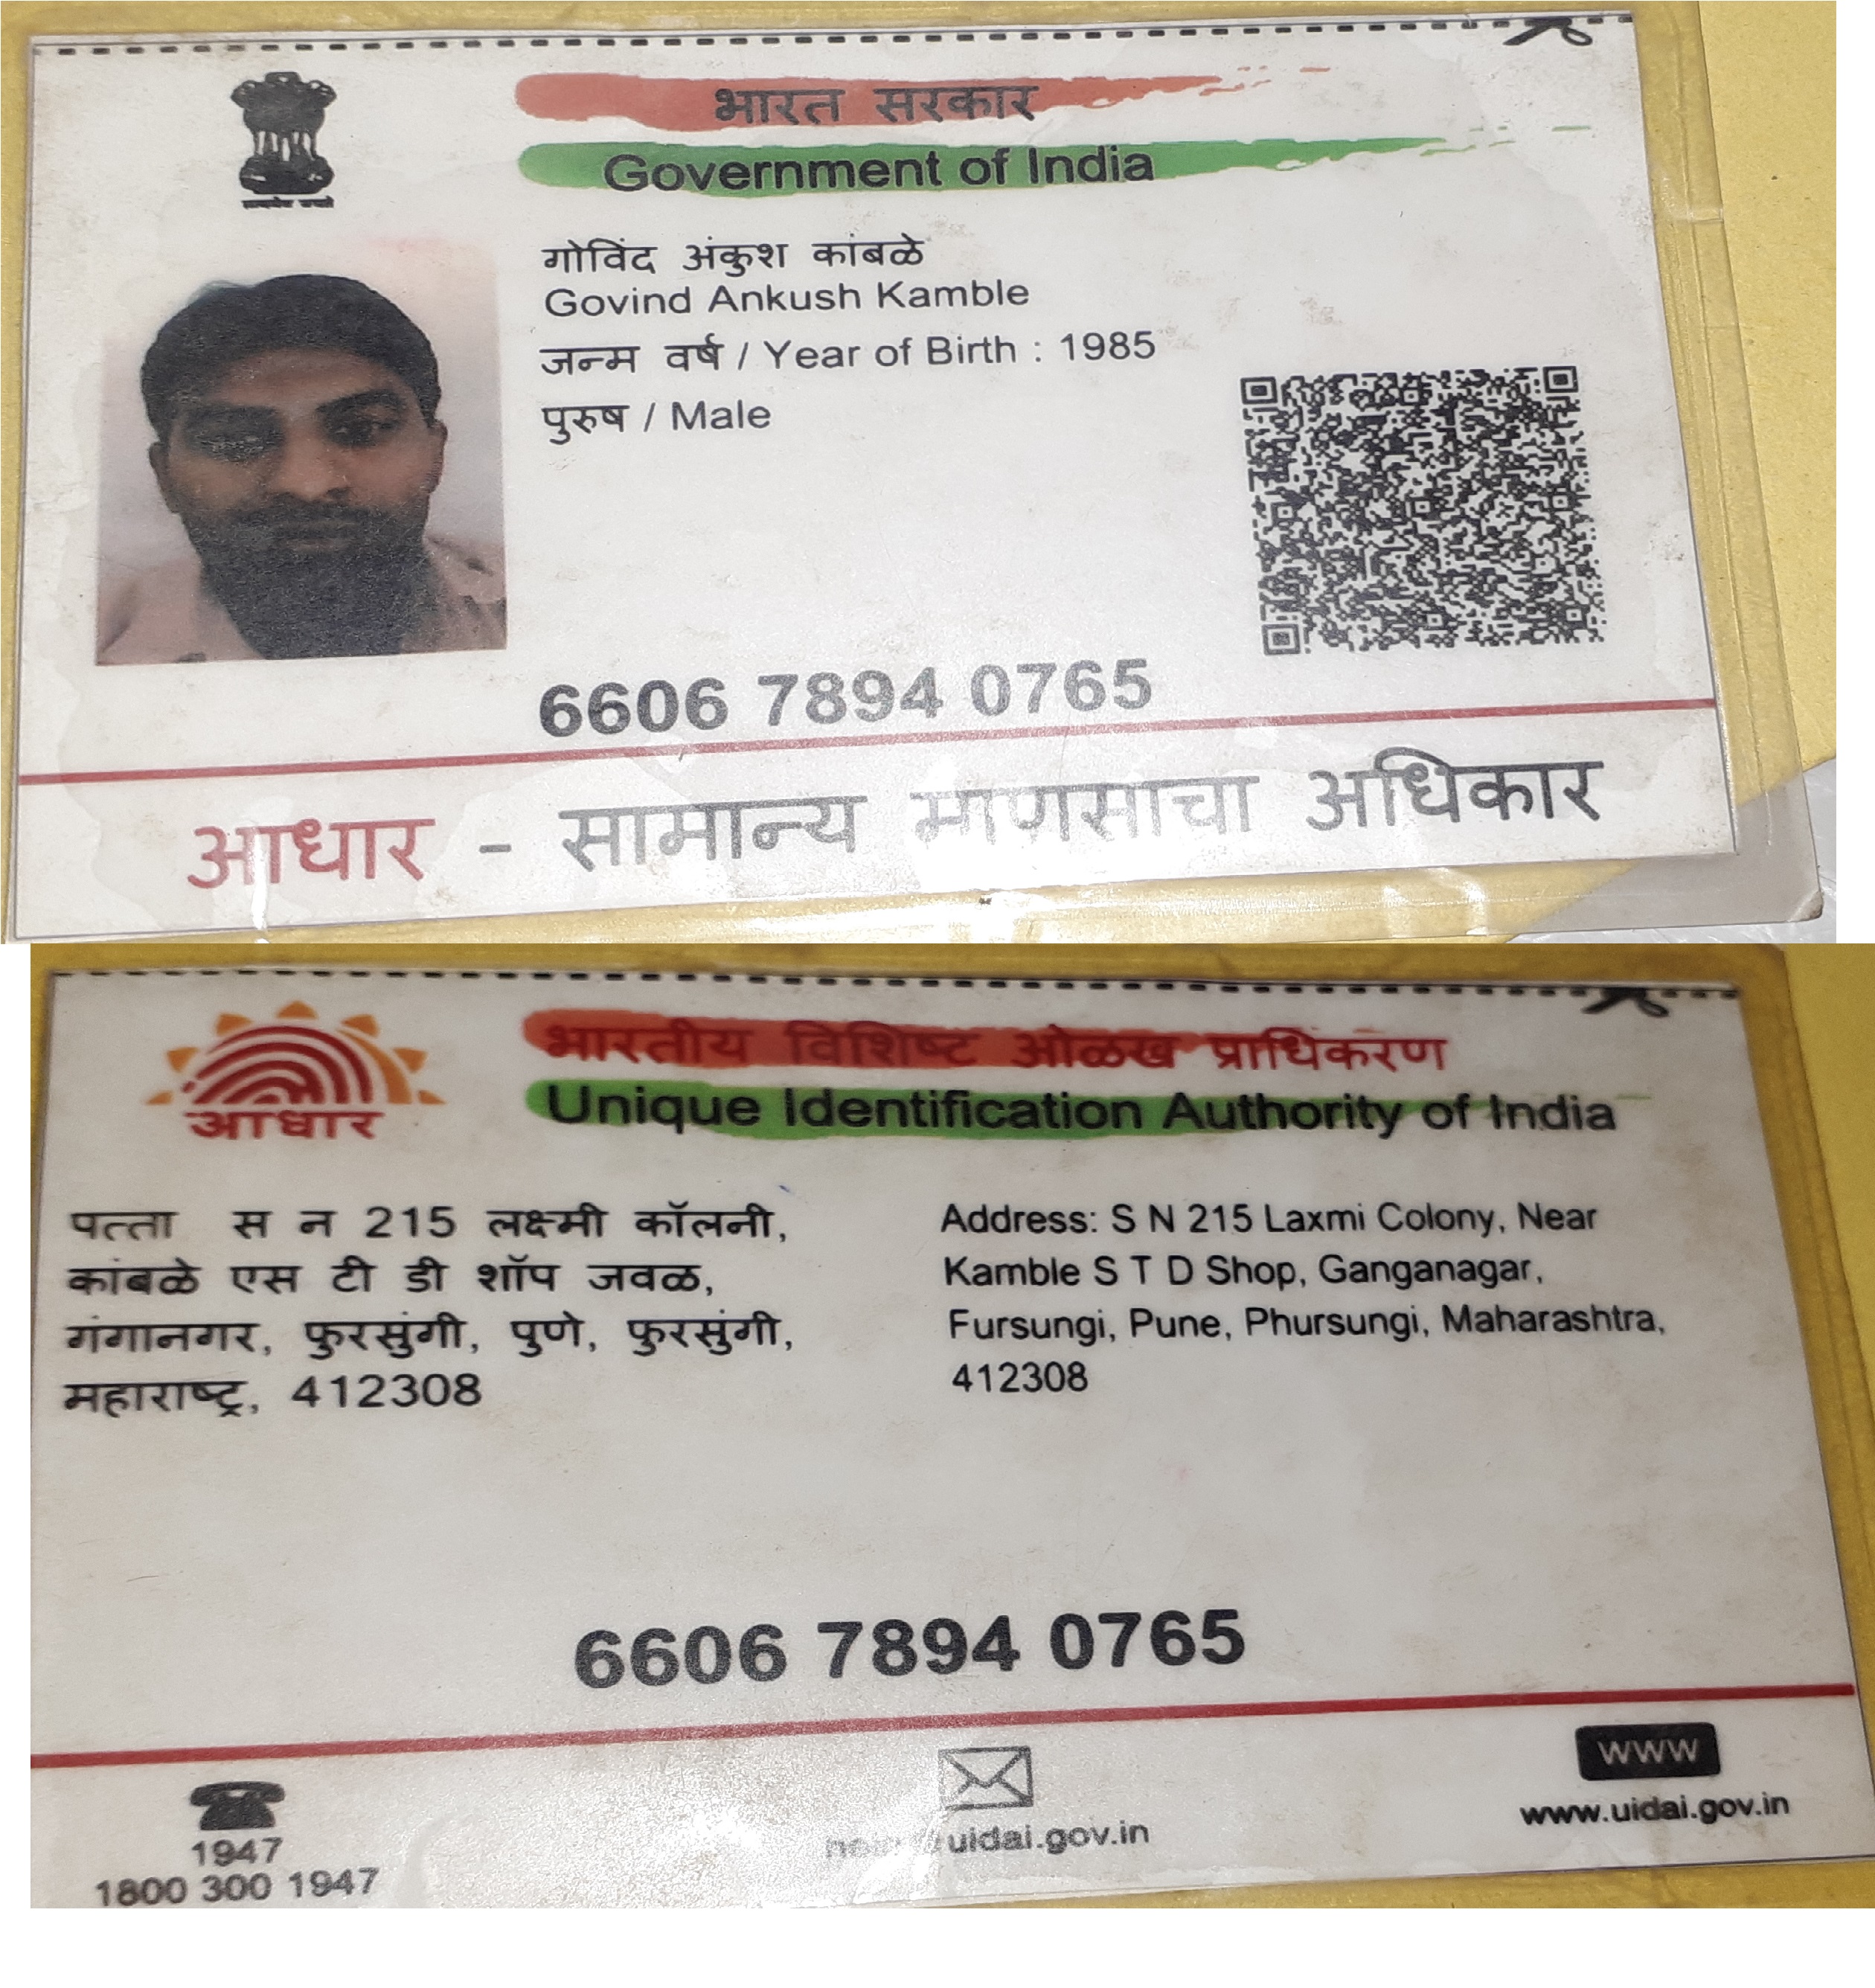 भारत सरकार
Government of India
गोविंद अंकुश कांबळे
Govind Ankush Kamble
जन्म वर्ष / Year of Birth : 1985
पुरुष / Male
6606 7894 0765
आधार - सामान्य माणसाचा अधिकार
भारतीय विशिष्ट ओळख प्राधिकरण
Unique Identification Authority of India
आधार
पत्ता स न 215 लक्ष्मी कॉलनी,
कांबळे एस टी डी शॉप जवळ,
गंगानगर, फुरसुंगी, पुणे, फुरसुंगी,
महाराष्ट्र, 412308
Address: S N 215 Laxmi Colony, Near
Kamble S T D Shop, Ganganagar,
Fursungi, Pune, Phursungi, Maharashtra,
412308
6606 7894 0765
1947
1800 300 1947
help@uidai.gov.in
www
www.uidai.gov.in